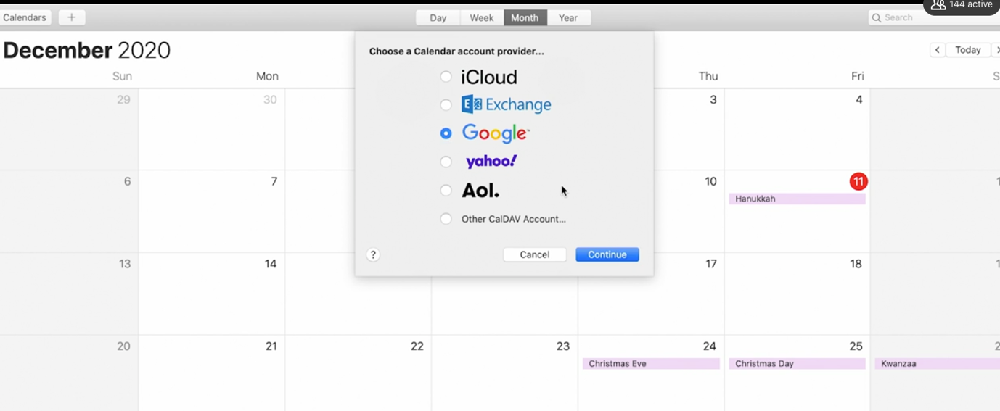 144 active
Calendars + Day Week Month Year Search
December 2020 < Today >
Sun Mon Thu Fri S
29 30 3 4
6 7 10 11 1
Hanukkah
13 14 17 18 1
20 21 22 23 24 25 2
Christmas Eve Christmas Day Kwanzaa
Choose a Calendar account provider...
iCloud
E Exchange
Google™
yahoo!
Aol.
Other CalDAV Account...
? Cancel Continue